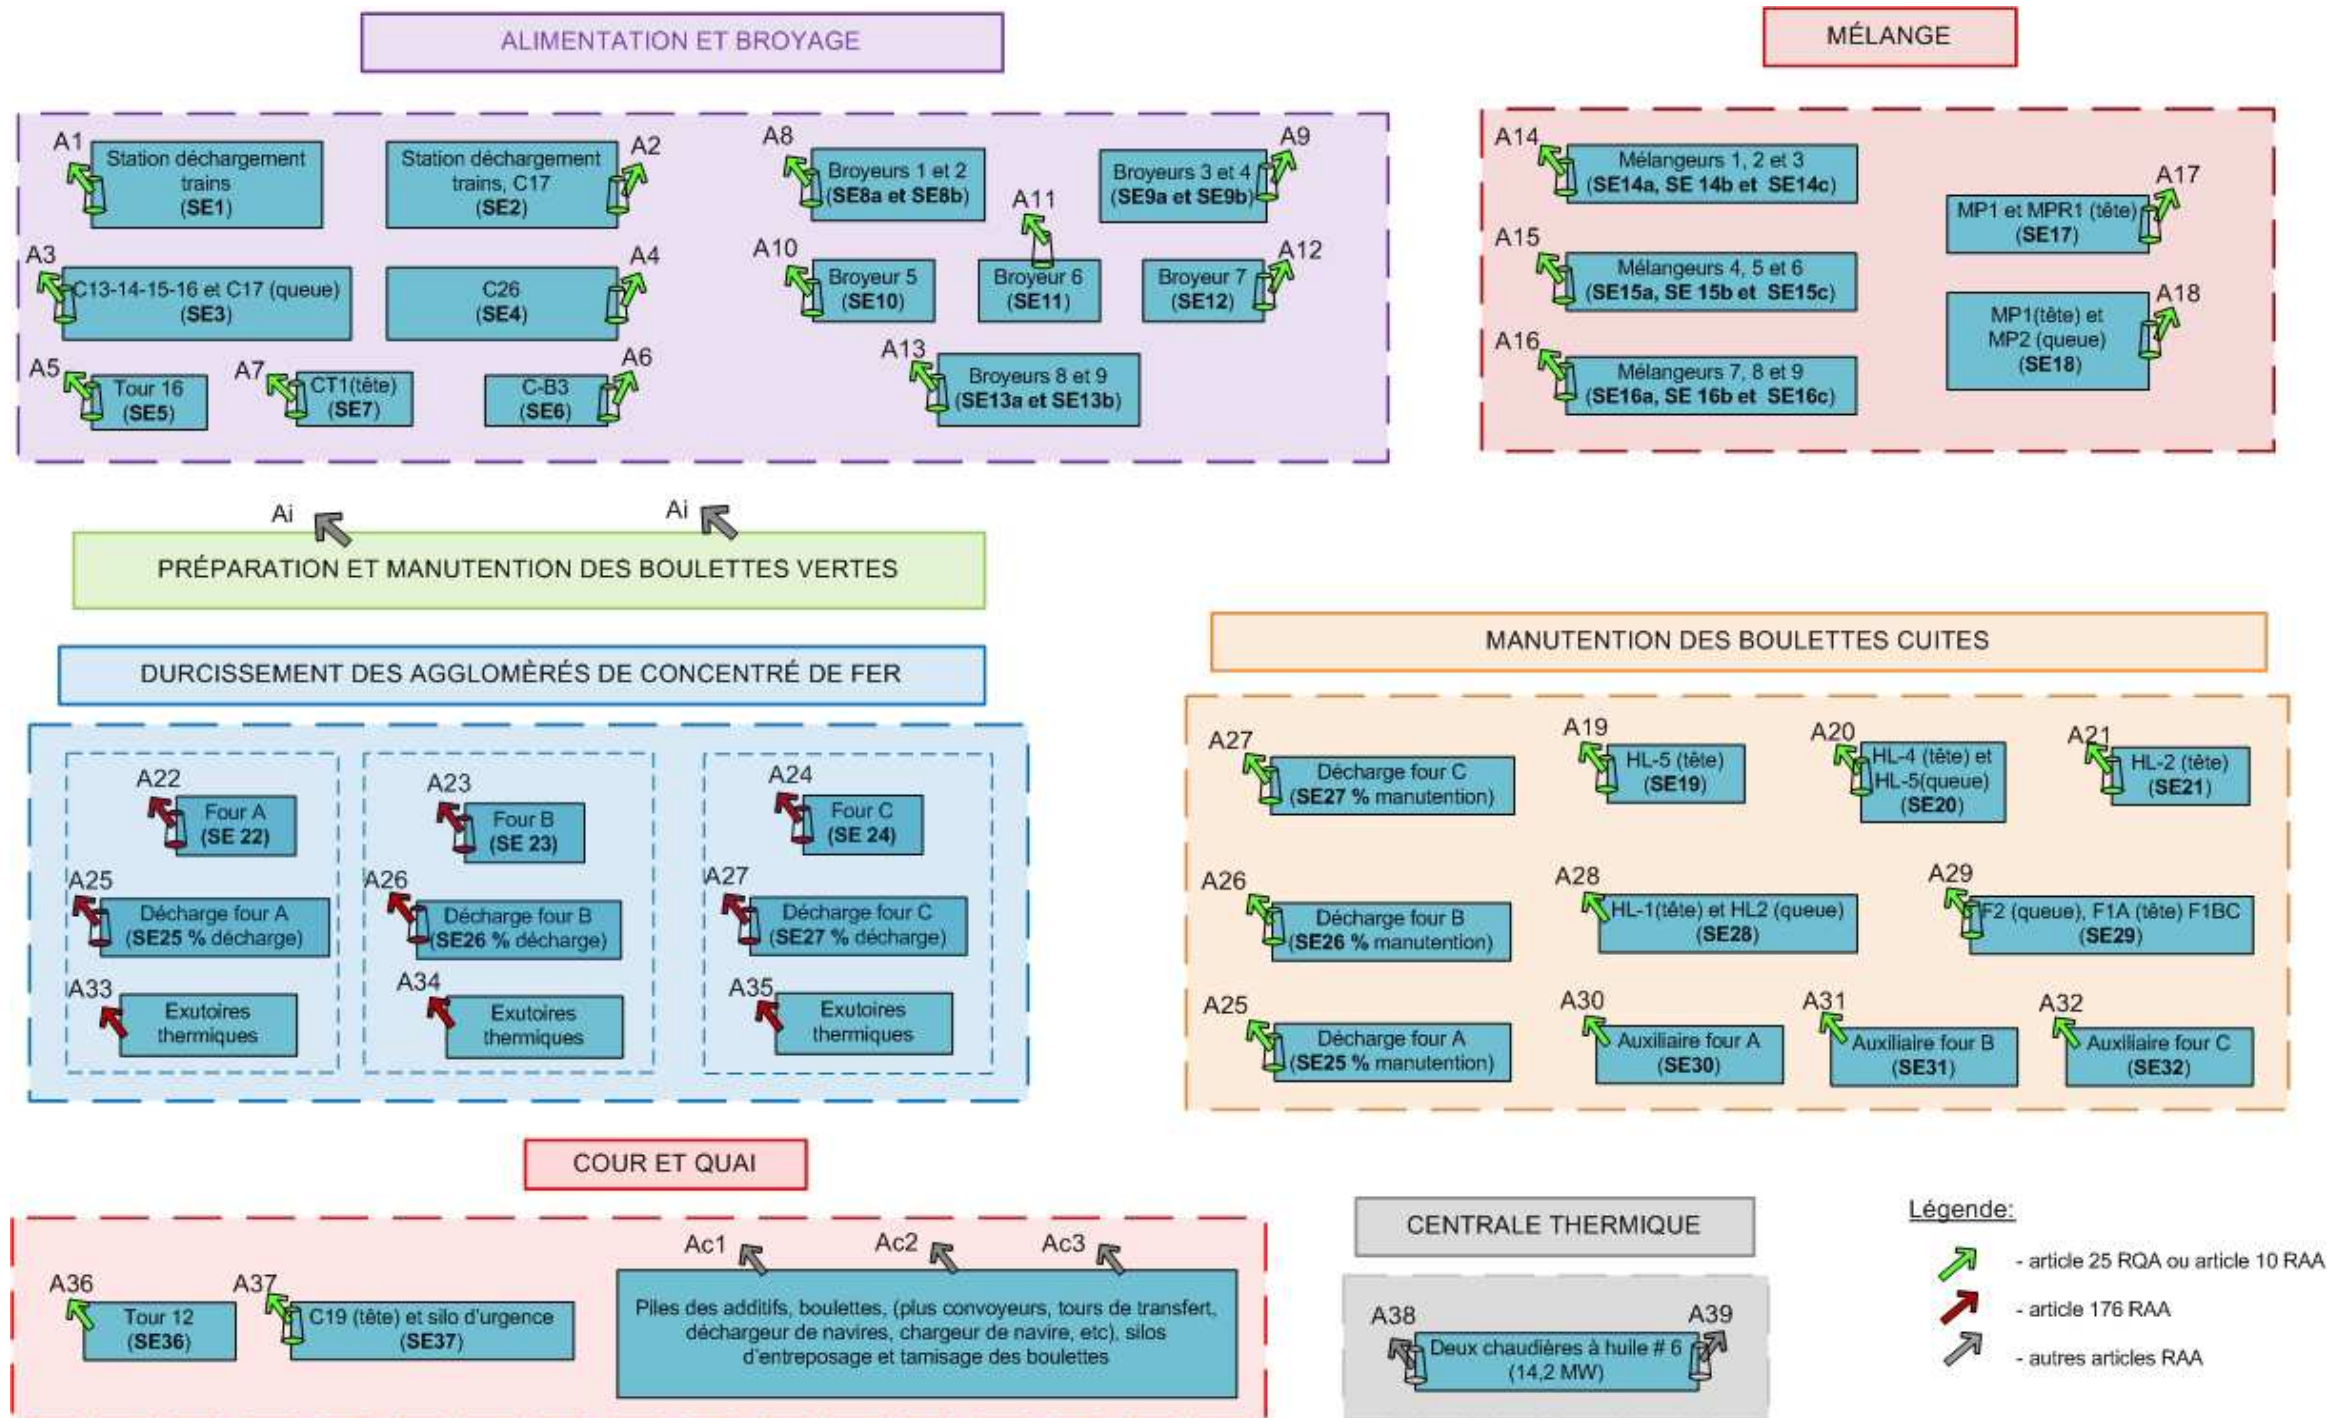 ALIMENTATION ET BROYAGE
A1
Station déchargement
trains
(SE1)
A2
Station déchargement
trains, C17
(SE2)
A3
C13-14-15-16 et C17 (queue)
(SE3)
A4
C26
(SE4)
A5
Tour 16
(SE5)
A7
CT1(tête)
(SE7)
A6
C-B3
(SE6)
A8
Broyeurs 1 et 2
(SE8a et SE8b)
A9
Broyeurs 3 et 4
(SE9a et SE9b)
A10
Broyeur 5
(SE10)
A11
Broyeur 6
(SE11)
A12
Broyeur 7
(SE12)
A13
Broyeurs 8 et 9
(SE13a et SE13b)
MÉLANGE
A14
Mélangeurs 1, 2 et 3
(SE14a, SE 14b et SE14c)
A15
Mélangeurs 4, 5 et 6
(SE15a, SE 15b et SE15c)
A16
Mélangeurs 7, 8 et 9
(SE16a, SE 16b et SE16c)
A17
MP1 et MPR1 (tête)
(SE17)
A18
MP1(tête) et
MP2 (queue)
(SE18)
Ai
Ai
PRÉPARATION ET MANUTENTION DES BOULETTES VERTES
DURCISSEMENT DES AGGLOMÈRÉS DE CONCENTRÉ DE FER
A22
Four A
(SE 22)
A25
Décharge four A
(SE25 % décharge)
A33
Exutoires
thermiques
A23
Four B
(SE 23)
A26
Décharge four B
(SE26 % décharge)
A34
Exutoires
thermiques
A24
Four C
(SE 24)
A27
Décharge four C
(SE27 % décharge)
A35
Exutoires
thermiques
MANUTENTION DES BOULETTES CUITES
A27
Décharge four C
(SE27 % manutention)
A19
HL-5 (tête)
(SE19)
A20
HL-4 (tête) et
HL-5(queue)
(SE20)
A21
HL-2 (tête)
(SE21)
A26
Décharge four B
(SE26 % manutention)
A28
HL-1(tête) et HL2 (queue)
(SE28)
A29
F2 (queue), F1A (tête) F1BC
(SE29)
A25
Décharge four A
(SE25 % manutention)
A30
Auxiliaire four A
(SE30)
A31
Auxiliaire four B
(SE31)
A32
Auxiliaire four C
(SE32)
COUR ET QUAI
A36
Tour 12
(SE36)
A37
C19 (tête) et silo d'urgence
(SE37)
Ac1
Ac2
Ac3
Piles des additifs, boulettes, (plus convoyeurs, tours de transfert,
déchargeur de navires, chargeur de navire, etc), silos
d'entreposage et tamisage des boulettes
CENTRALE THERMIQUE
A38
A39
Deux chaudières à huile # 6
(14,2 MW)
Légende:
- article 25 RQA ou article 10 RAA
- article 176 RAA
- autres articles RAA